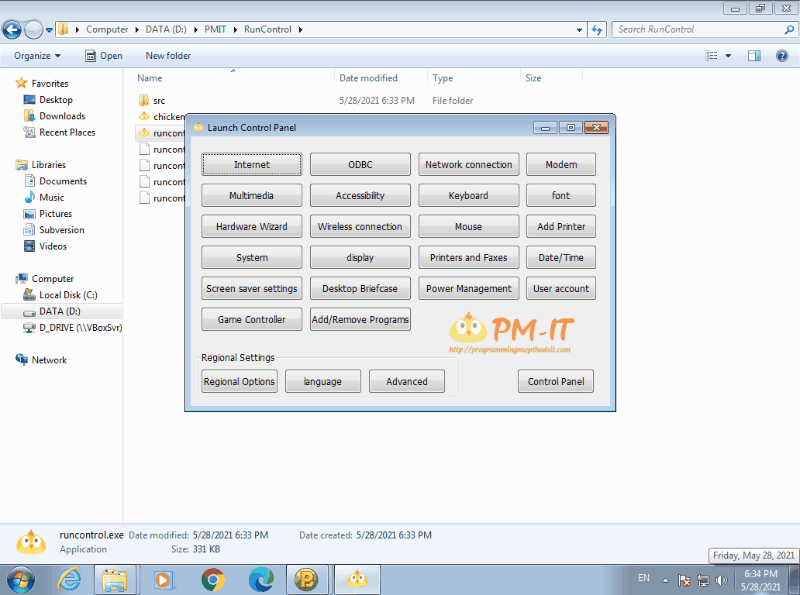 Computer DATA (D:) PMIT RunControl
Search RunControl
Organize Open New folder
Name Date modified Type Size
src 5/28/2021 6:33 PM File folder
chicken
runcont
runcont
runcont
runcont
runcont
Favorites
Desktop
Downloads
Recent Places
Libraries
Documents
Music
Pictures
Subversion
Videos
Computer
Local Disk (C:)
DATA (D:)
D_DRIVE (\\VBoxSvr)
Network
Launch Control Panel
Internet ODBC Network connection Modem
Multimedia Accessibility Keyboard font
Hardware Wizard Wireless connection Mouse Add Printer
System display Printers and Faxes Date/Time
Screen saver settings Desktop Briefcase Power Management User account
Game Controller Add/Remove Programs
PM-IT
Regional Settings
Regional Options language Advanced Control Panel
runcontrol.exe Date modified: 5/28/2021 6:33 PM Date created: 5/28/2021 6:33 PM
Application Size: 331 KB
Friday, May 28, 2021
EN 6:34 PM
5/28/2021